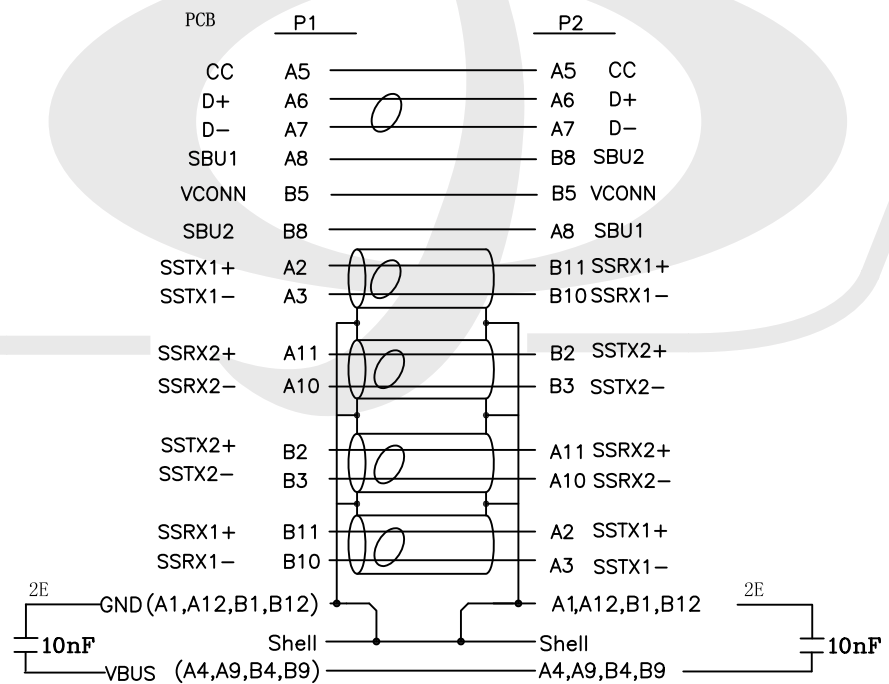 PCB P1 P2
CC A5 A5 CC
D+ A6 A6 D+
D− A7 A7 D−
SBU1 A8 B8 SBU2
VCONN B5 B5 VCONN
SBU2 B8 A8 SBU1
SSTX1+ A2 B11 SSRX1+
SSTX1− A3 B10 SSRX1−
SSRX2+ A11 B2 SSTX2+
SSRX2− A10 B3 SSTX2−
SSTX2+ B2 A11 SSRX2+
SSTX2− B3 A10 SSRX2−
SSRX1+ B11 A2 SSTX1+
SSRX1− B10 A3 SSTX1−
2E 2E
GND (A1,A12,B1,B12) A1,A12,B1,B12
10nF Shell Shell 10nF
VBUS (A4,A9,B4,B9) A4,A9,B4,B9